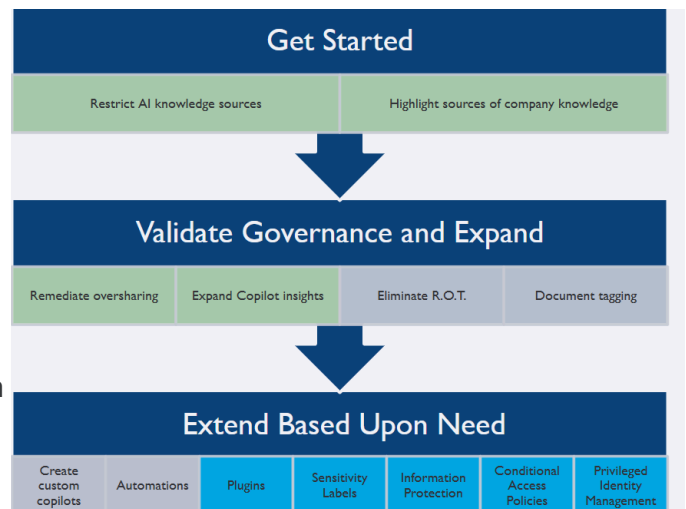 Get Started
Restrict AI knowledge sources
Highlight sources of company knowledge
Validate Governance and Expand
Remediate oversharing
Expand Copilot insights
Eliminate R.O.T.
Document tagging
Extend Based Upon Need
Create
custom
copilots
Automations
Plugins
Sensitivity
Labels
Information
Protection
Conditional
Access
Policies
Privileged
Identity
Management